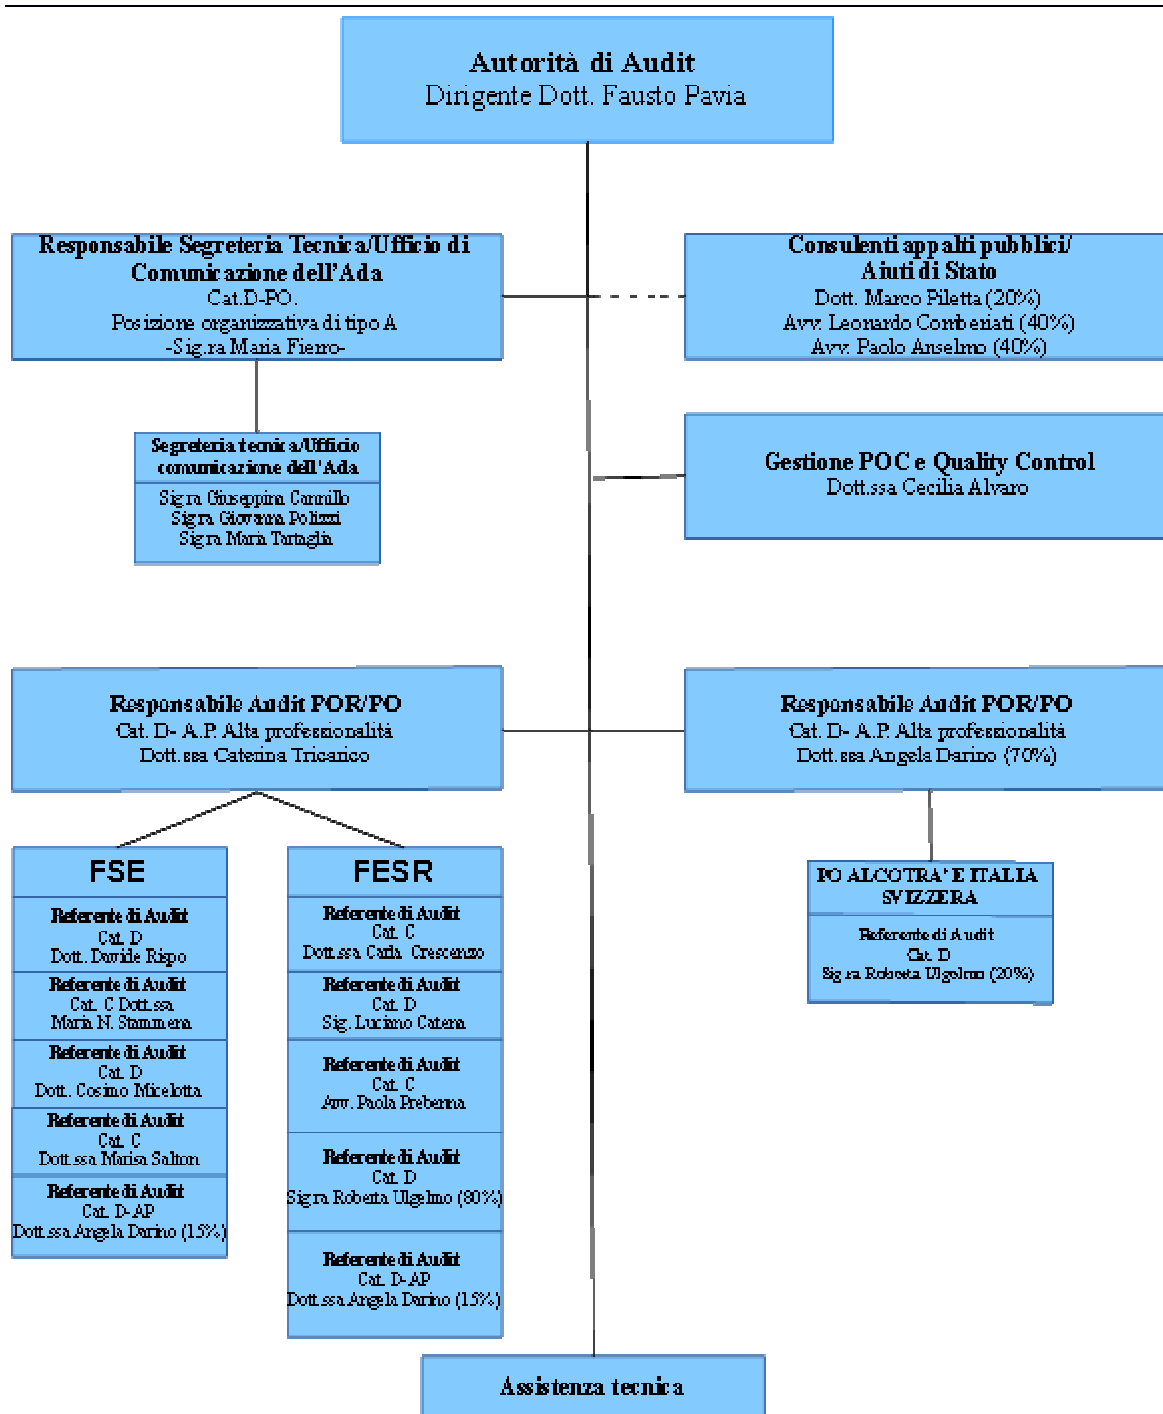 Autorità di Audit
Dirigente Dott. Fausto Pavia
Responsabile Segreteria Tecnica/Ufficio di
Comunicazione dell'Ada
Cat.D-PO.
Posizione organizzativa di tipo A
-Sig.ra Maria Fierro-
Consulenti appalti pubblici/
Aiuti di Stato
Dott. Marco Piletta (20%)
Avv. Leonardo Comberiati (40%)
Avv. Paolo Anselmo (40%)
Segreteria tecnica/Ufficio
comunicazione dell'Ada
Sig.ra Giuseppina Cannillo
Sig.ra Giovanna Polizzi
Sig.ra Maria Tartaglia
Gestione POC e Quality Control
Dott.ssa Cecilia Alvaro
Responsabile Audit POR/PO
Cat. D- A.P. Alta professionalità
Dott.ssa Caterina Tricarico
Responsabile Audit POR/PO
Cat. D- A.P. Alta professionalità
Dott.ssa Angela Darino (70%)
FSE
Referente di Audit
Cat. D
Dott. Davide Rispo
Referente di Audit
Cat. C Dott.ssa
Maria N. Stammena
Referente di Audit
Cat. D
Dott. Cosimo Micelotta
Referente di Audit
Cat. C
Dott.ssa Marisa Salton
Referente di Audit
Cat. D-AP
Dott.ssa Angela Darino (15%)
FESR
Referente di Audit
Cat. C
Dott.ssa Carla Crescenzo
Referente di Audit
Cat. D
Sig. Luciano Catera
Referente di Audit
Cat. C
Avv. Paola
Referente di Audit
Cat. D
Sig.ra Roberta Ulgelmo (80%)
Referente di Audit
Cat. D-AP
Dott.ssa Angela Darino (15%)
PO ALCOTRA' E ITALIA
SVIZZERA
Referente di Audit
Cat. D
Sig.ra Roberta Ulgelmo (20%)
Assistenza tecnica